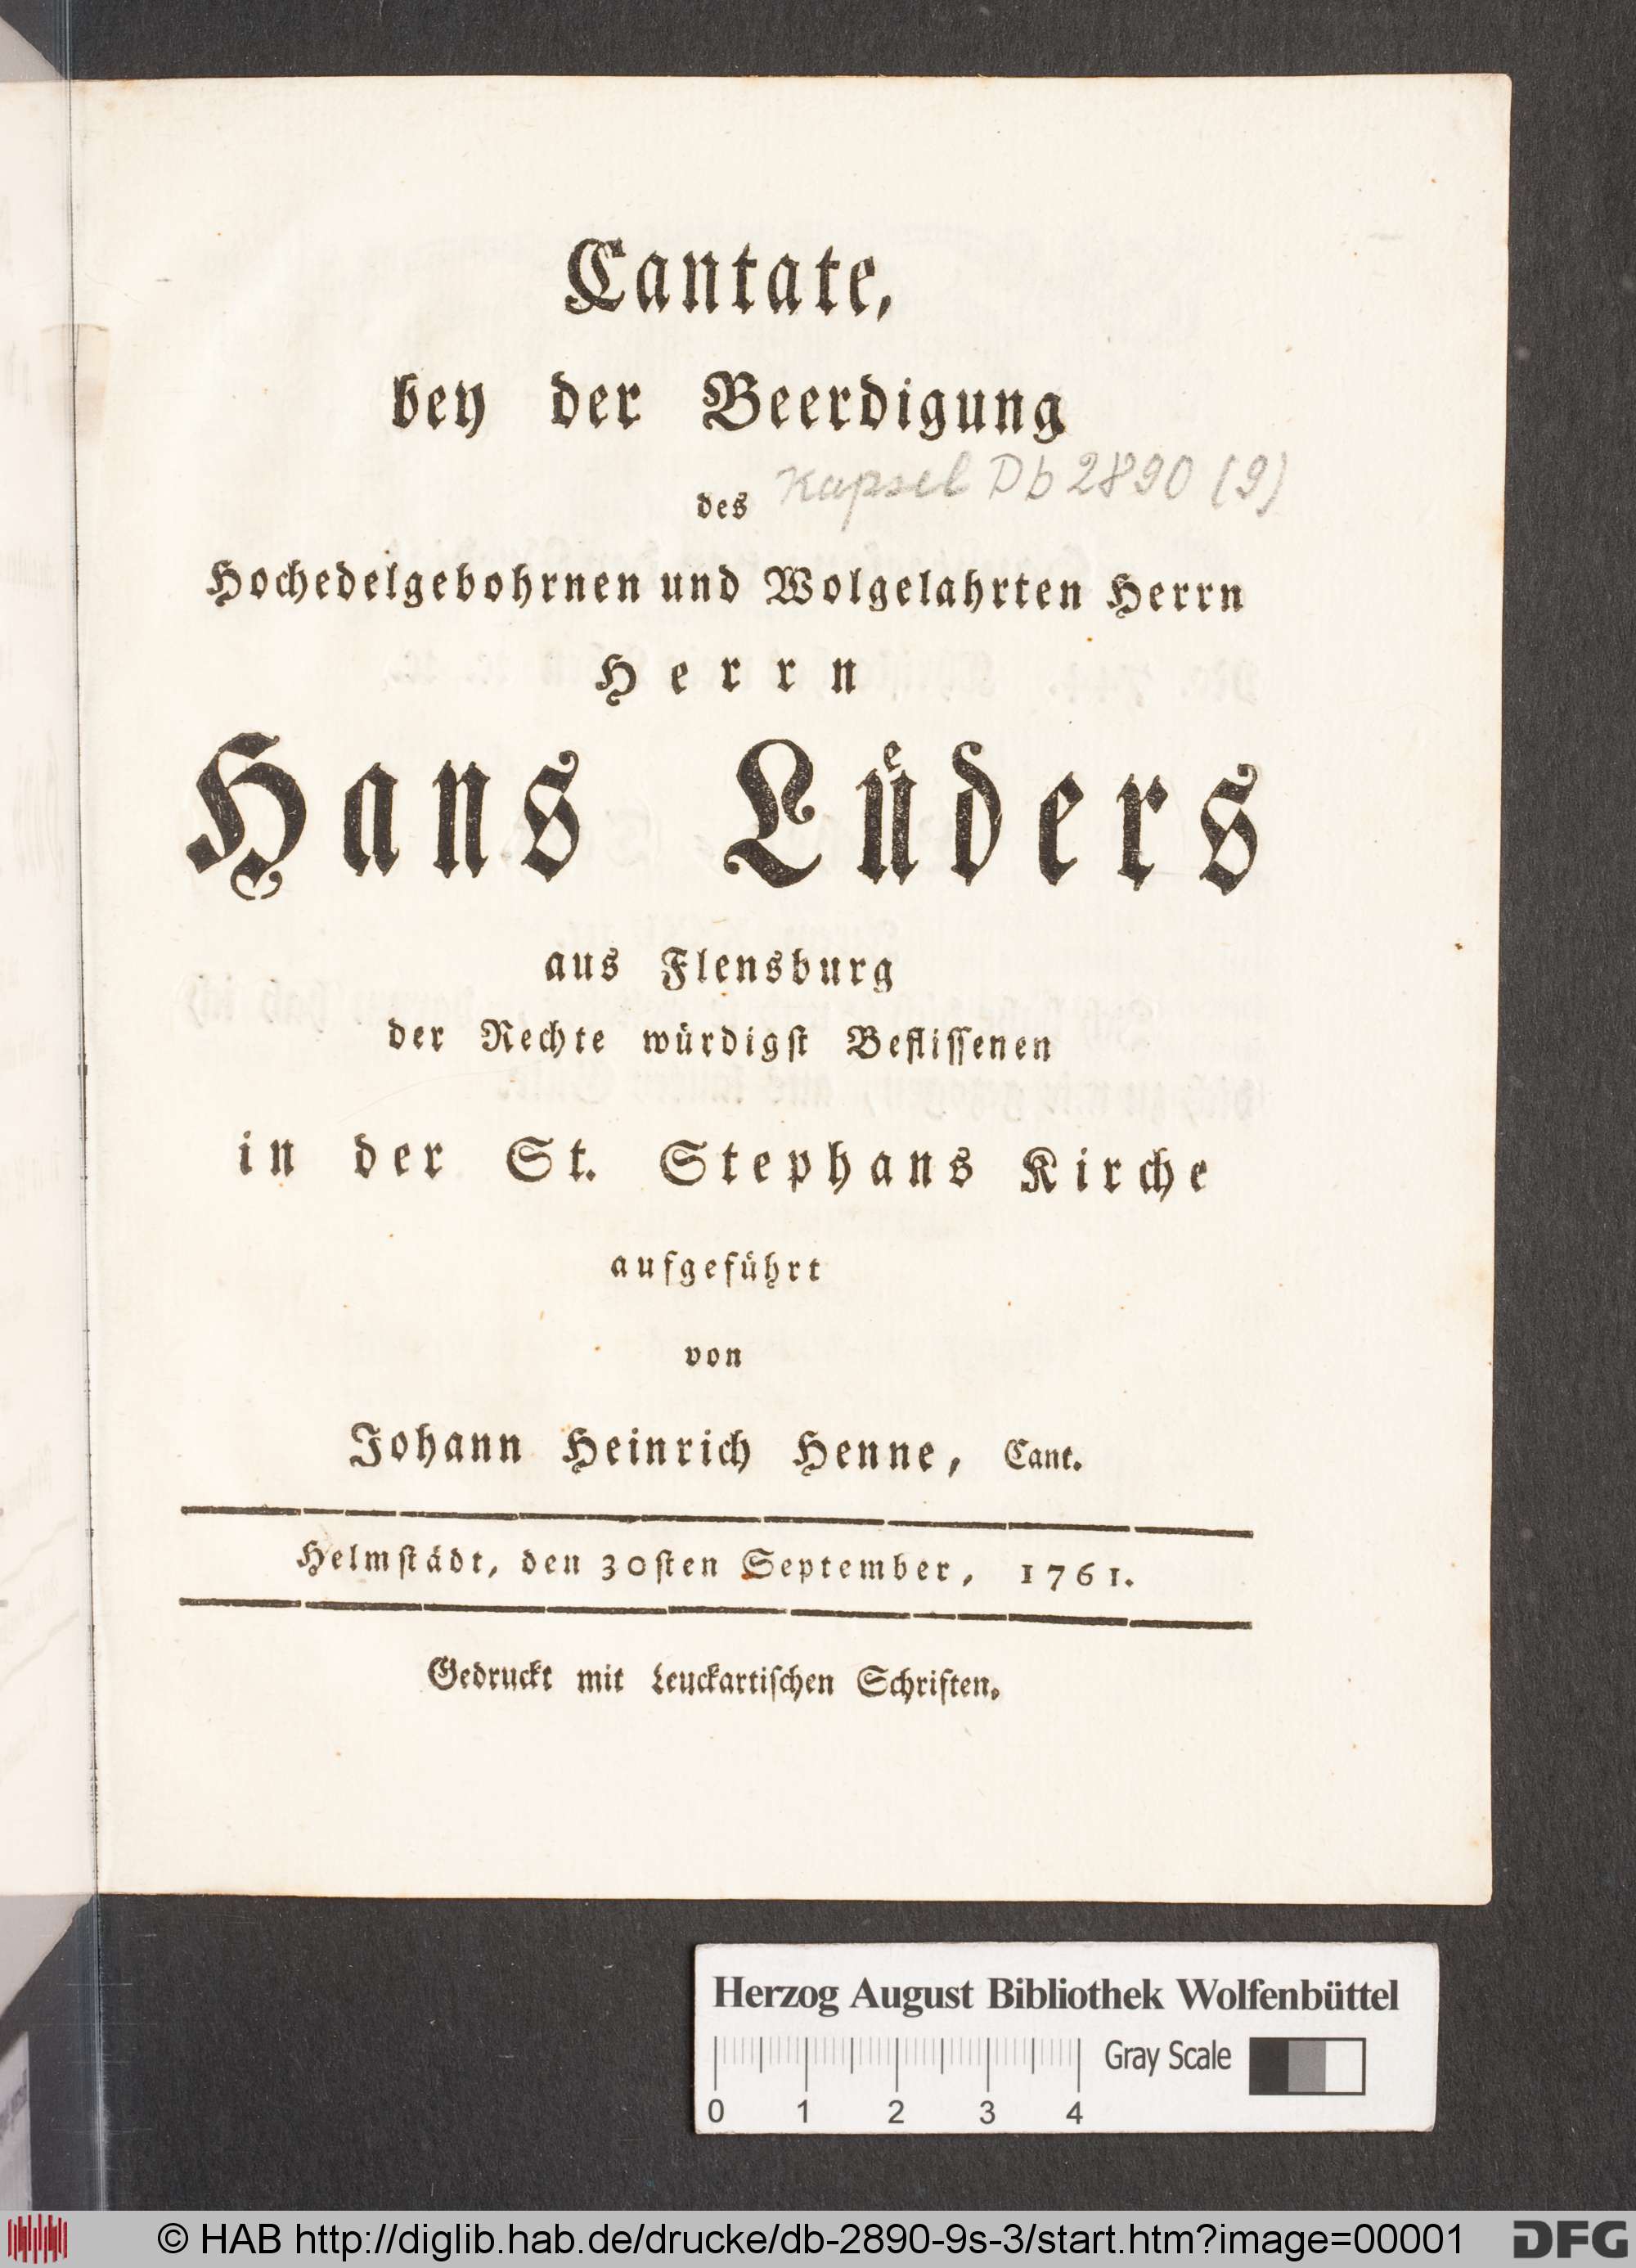 Cantate,
bey der Beerdigung
des
Kapsel Db 2890 (9)
Hochedelgebohrnen und Wolgelahrten Herrn
Herrn
Hans Luͤders
aus Flensburg
der Rechte würdigſt Befliſſenen
in der St. Stephans Kirche
aufgeführt
von
Johann Heinrich Henne, Cant.
Helmſtädt, den 30ſten September, 1761.
Gedruckt mit Leuckartiſchen Schriften.
Herzog August Bibliothek Wolfenbüttel
Gray Scale
0 1 2 3 4
© HAB http://diglib.hab.de/drucke/db-2890-9s-3/start.htm?image=00001
DFG